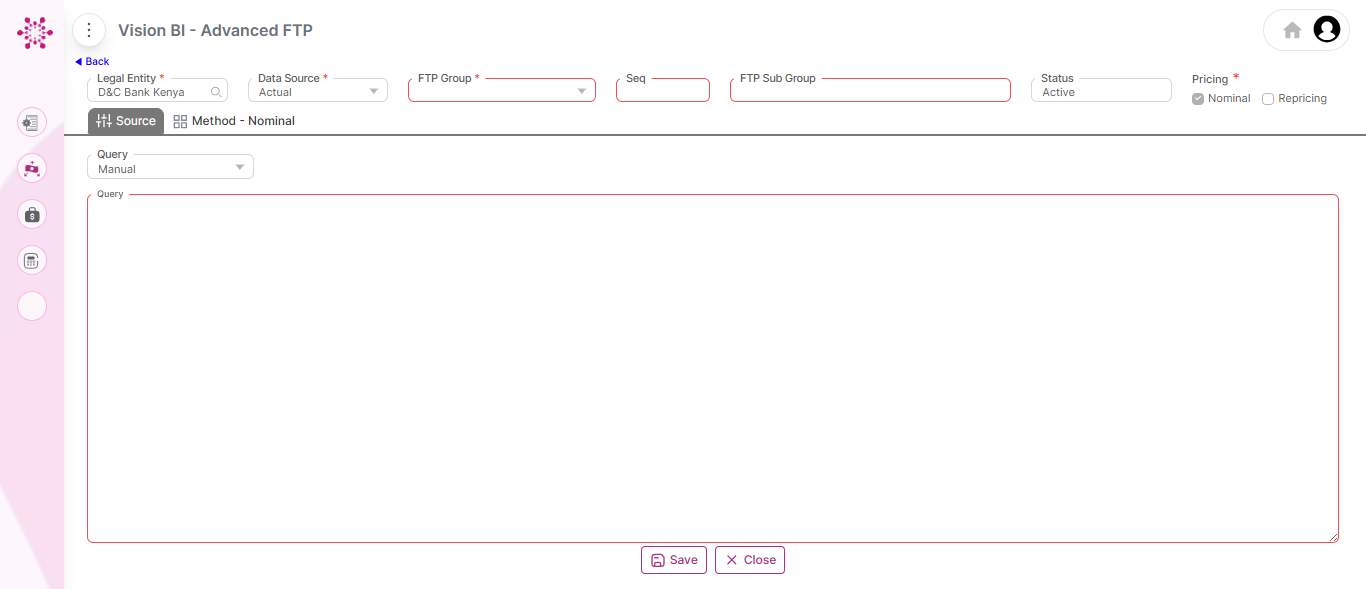 Vision BI - Advanced FTP
Back
Legal Entity * Data Source * FTP Group * Seq FTP Sub Group Status Pricing *
D&C Bank Kenya Actual Active Nominal Repricing
Source Method - Nominal
Query
Manual
Query
Save Close